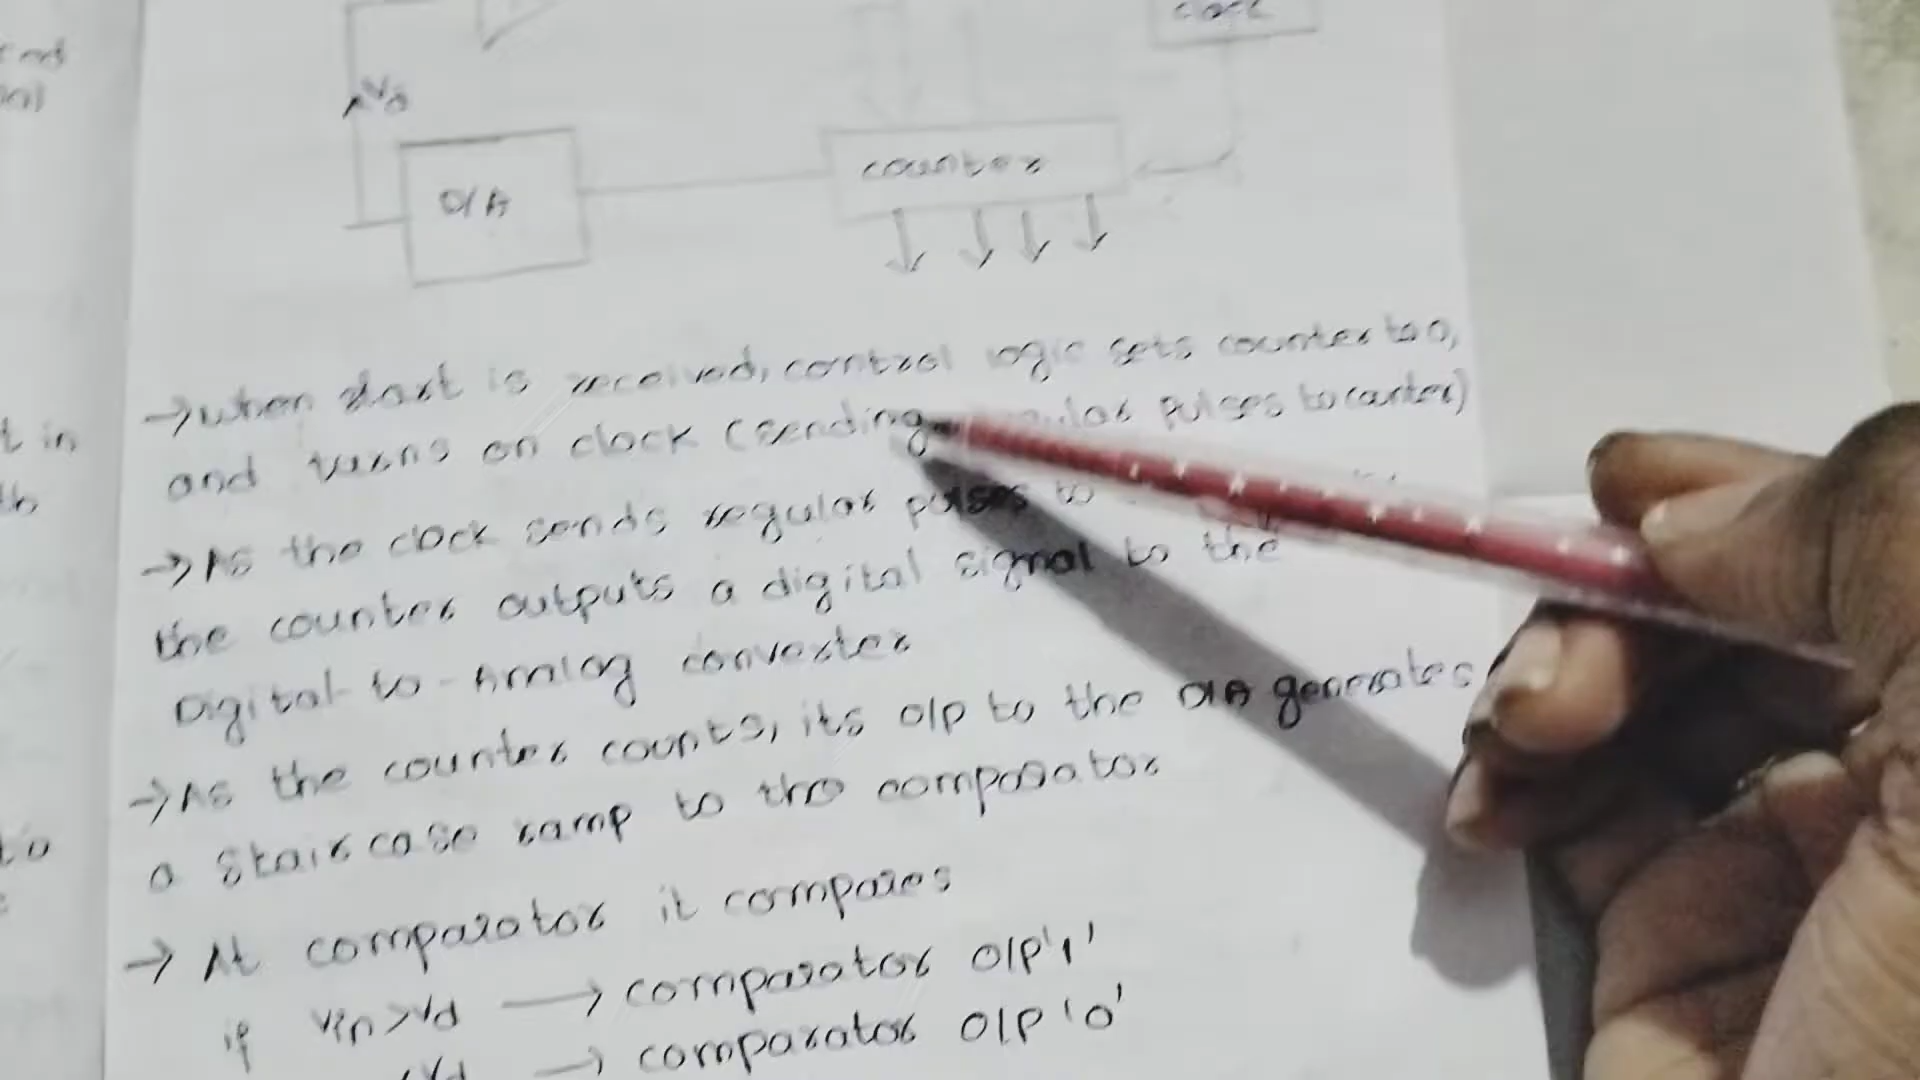 clock
Vd
D/A
counter
→ when start is received, control logic sets counter to 0,
and turns on clock (sending pulses to counter)
→ As the clock sends regular pulses to
the counter outputs a digital signal to the
Digital-to-Analog converter
→ As the counter counts, its o/p to the D/A generates
a staircase ramp to the comparator
→ At comparator it compares
if Vin>Vd → comparator O/P '1'
→ comparator O/P '0'